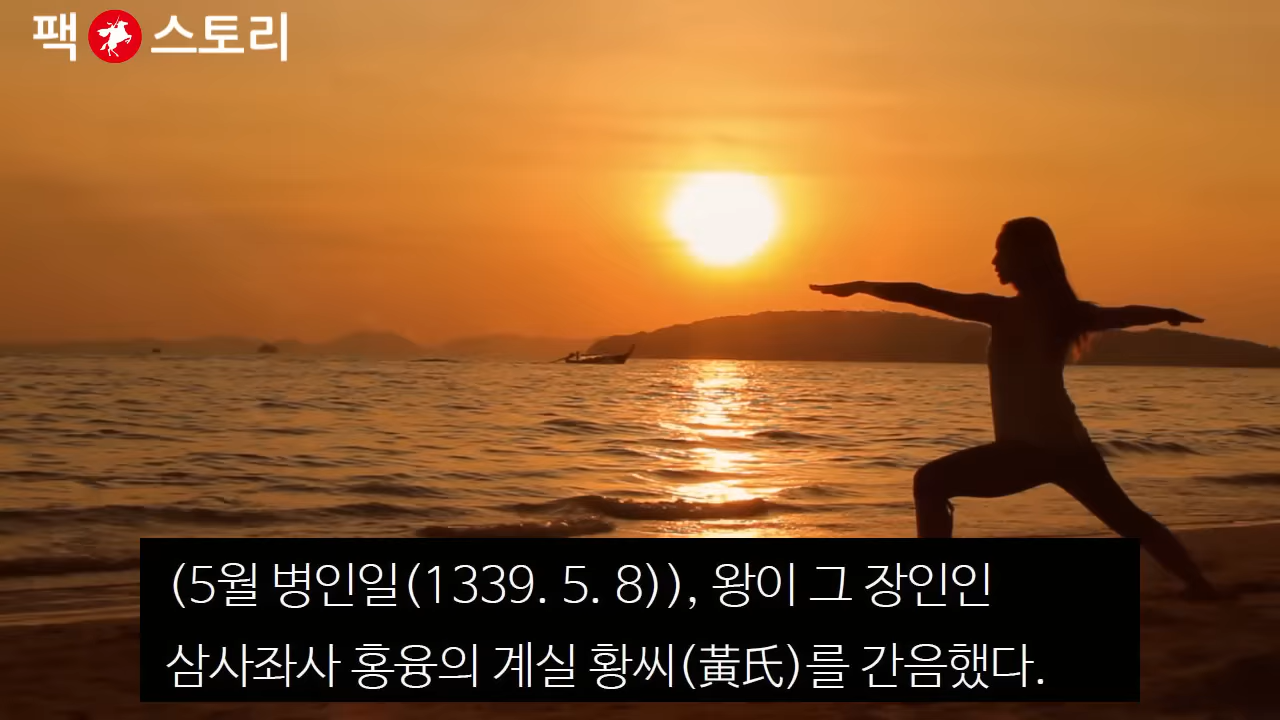 팩 스토리
(5월 병인일(1339. 5. 8)), 왕이 그 장인인
삼사좌사 홍융의 계실 황씨(黃氏)를 간음했다.